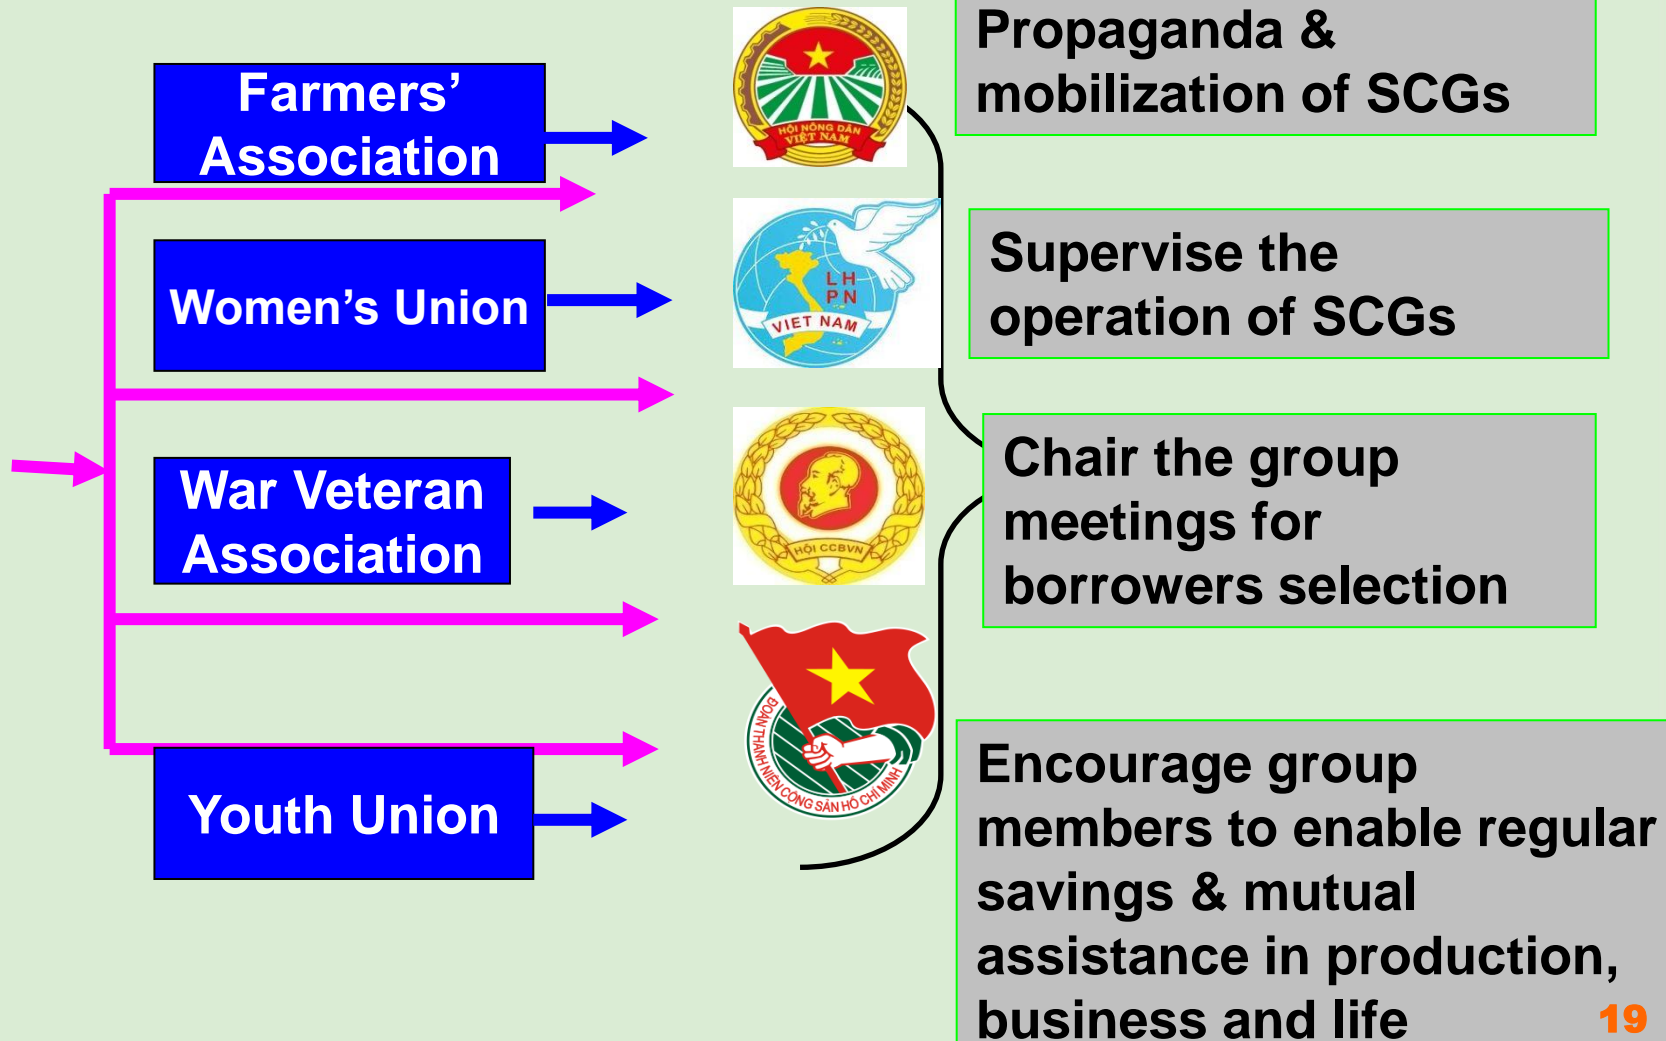 Farmers’
Association
HỘI NÔNG DÂN
VIỆT NAM
Propaganda &
mobilization of SCGs
Women’s Union
LH
PN
VIET NAM
Supervise the
operation of SCGs
War Veteran
Association
HỘI CCBVN
Chair the group
meetings for
borrowers selection
Youth Union
ĐOÀN THANH NIÊN CỘNG SẢN HỒ CHÍ MINH
Encourage group
members to enable regular
savings & mutual
assistance in production,
business and life
19